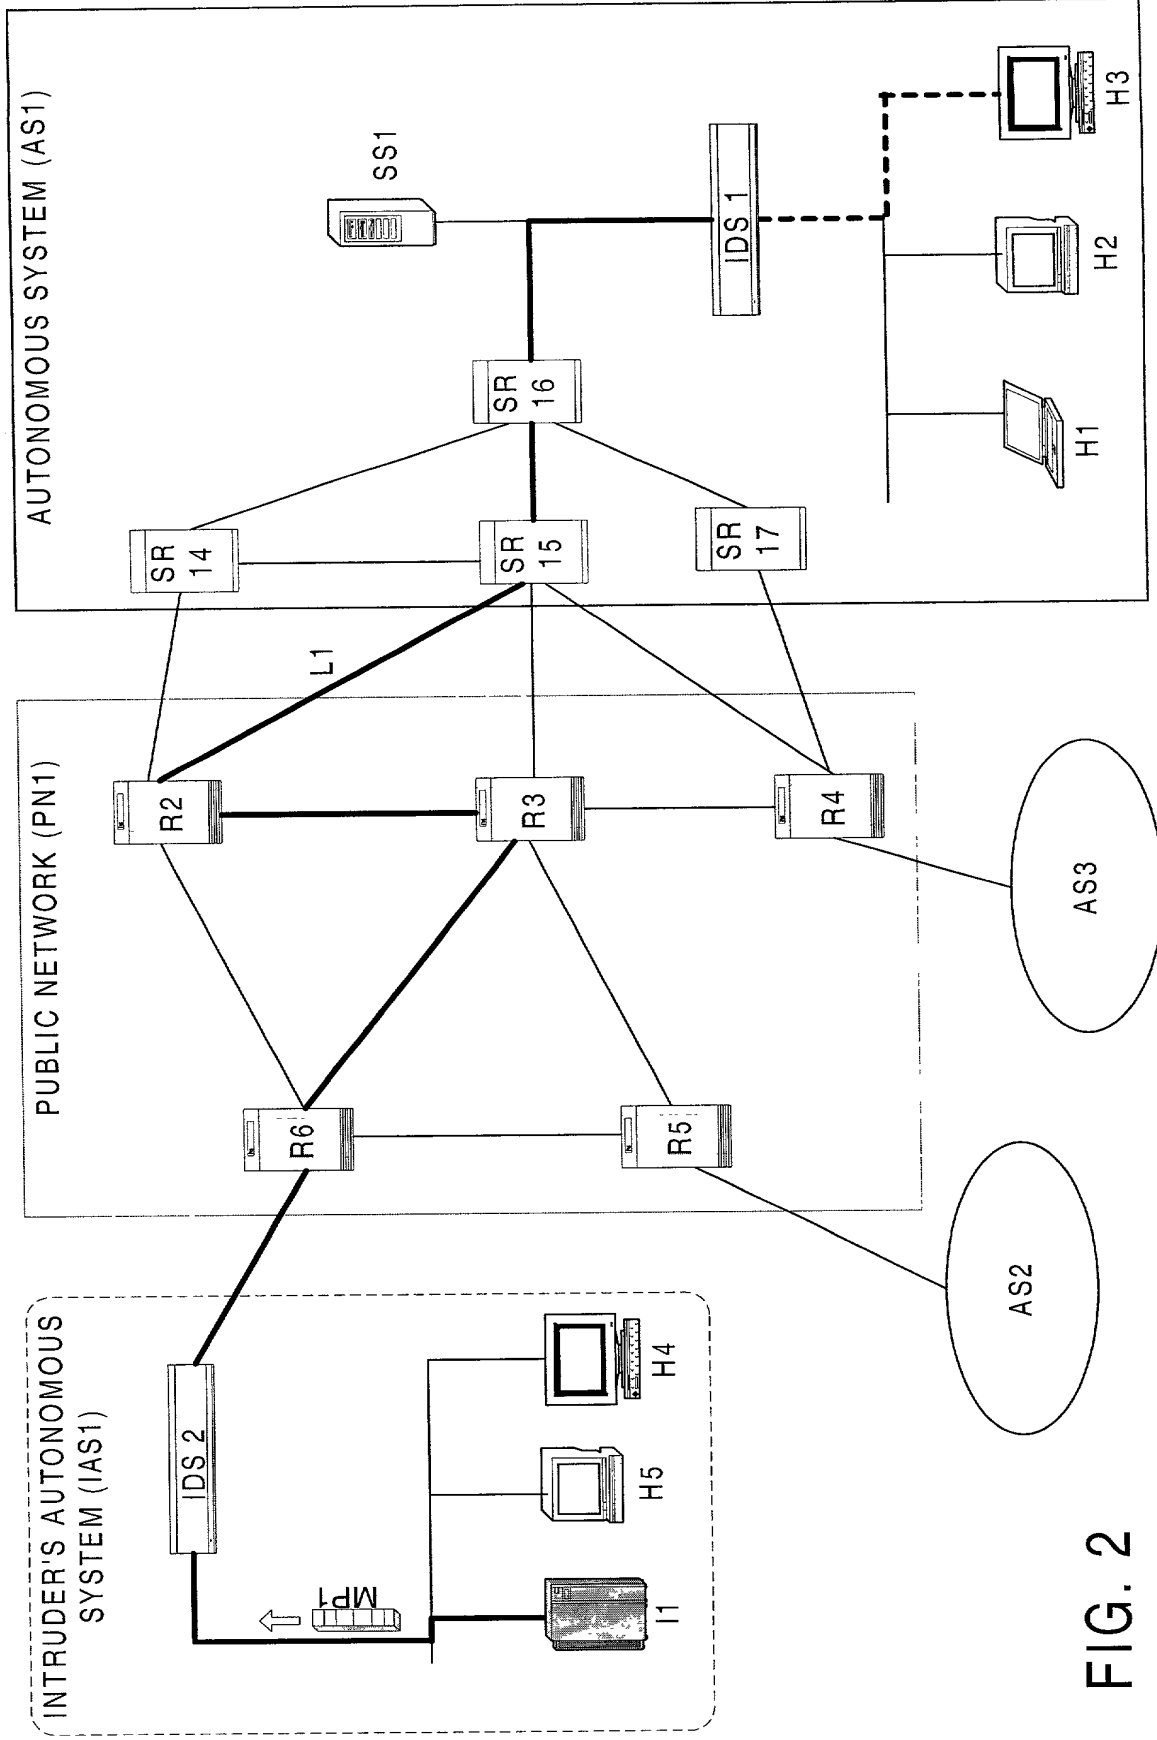 INTRUDER'S AUTONOMOUS
SYSTEM (IAS1)
IDS 2
MP1
I1
H5
H4
PUBLIC NETWORK (PN1)
R6
R5
R2
R3
R4
AS2
AS3
L1
AUTONOMOUS SYSTEM (AS1)
SR
14
SR
15
SR
17
SR
16
SS1
IDS 1
H1
H2
H3
FIG. 2